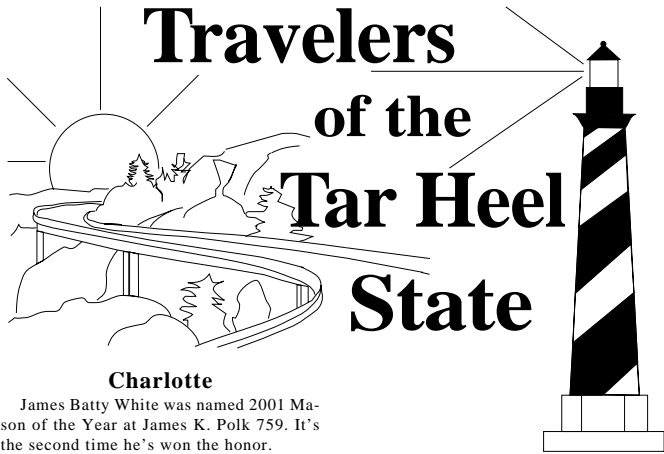 Travelers
of the
Tar Heel
State
Charlotte
James Batty White was named 2001 Ma-
son of the Year at James K. Polk 759. It's
the second time he's won the honor.